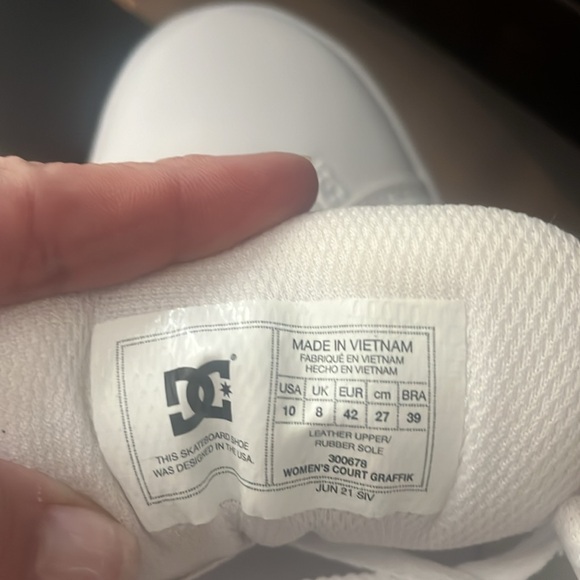 DC®
THIS SKATEBOARD SHOE
WAS DESIGNED IN THE USA.
MADE IN VIETNAM
FABRIQUÉ EN VIETNAM
HECHO EN VIETNAM
USA UK EUR cm BRA
10 8 42 27 39
LEATHER UPPER/
RUBBER SOLE
300678
WOMEN'S COURT GRAFFIK
JUN 21 SIV